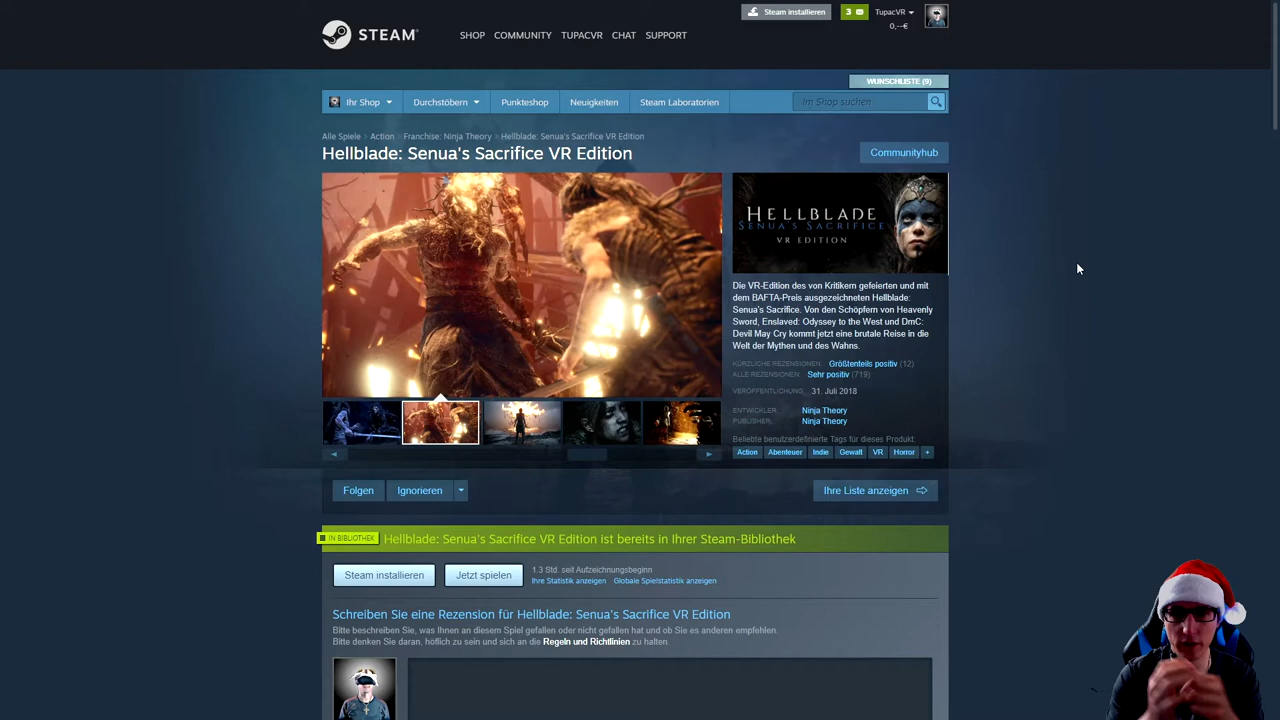 Steam installieren
3
TupacVR
0,--€
STEAM
SHOP COMMUNITY TUPACVR CHAT SUPPORT
WUNSCHLISTE (9)
Ihr Shop Durchstöbern Punkteshop Neuigkeiten Steam Laboratorien Im Shop suchen
Alle Spiele > Action > Franchise: Ninja Theory > Hellblade: Senua's Sacrifice VR Edition
Hellblade: Senua's Sacrifice VR Edition
Communityhub
HELLBLADE
SENUA'S SACRIFICE
VR EDITION
Die VR-Edition des von Kritikern gefeierten und mit
dem BAFTA-Preis ausgezeichneten Hellblade:
Senua's Sacrifice. Von den Schöpfern von Heavenly
Sword, Enslaved: Odyssey to the West und DmC:
Devil May Cry kommt jetzt eine brutale Reise in die
Welt der Mythen und des Wahns.
KÜRZLICHE REZENSIONEN: Größtenteils positiv (12)
ALLE REZENSIONEN: Sehr positiv (719)
VERÖFFENTLICHUNG: 31. Juli 2018
ENTWICKLER: Ninja Theory
PUBLISHER: Ninja Theory
Beliebte benutzerdefinierte Tags für dieses Produkt:
Action Abenteuer Indie Gewalt VR Horror +
Folgen Ignorieren Ihre Liste anzeigen
IN BIBLIOTHEK Hellblade: Senua's Sacrifice VR Edition ist bereits in Ihrer Steam-Bibliothek
Steam installieren Jetzt spielen
1.3 Std. seit Aufzeichnungsbeginn
Ihre Statistik anzeigen Globale Spielstatistik anzeigen
Schreiben Sie eine Rezension für Hellblade: Senua's Sacrifice VR Edition
Bitte beschreiben Sie, was Ihnen an diesem Spiel gefallen oder nicht gefallen hat und ob Sie es anderen empfehlen.
Bitte denken Sie daran, höflich zu sein und sich an die Regeln und Richtlinien zu halten.